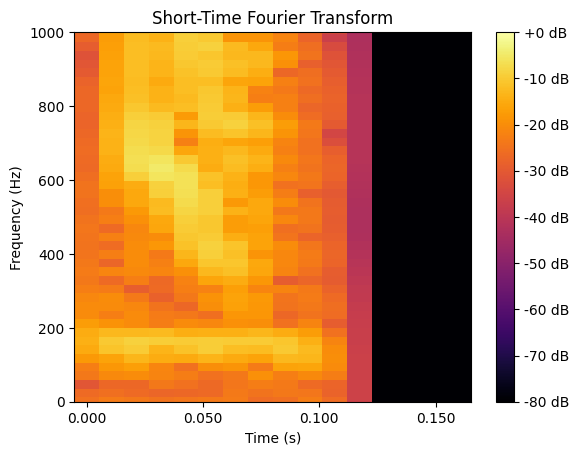 Short-Time Fourier Transform
1000
800
600
400
200
0
Frequency (Hz)
0.000
0.050
0.100
0.150
Time (s)
+0 dB
-10 dB
-20 dB
-30 dB
-40 dB
-50 dB
-60 dB
-70 dB
-80 dB